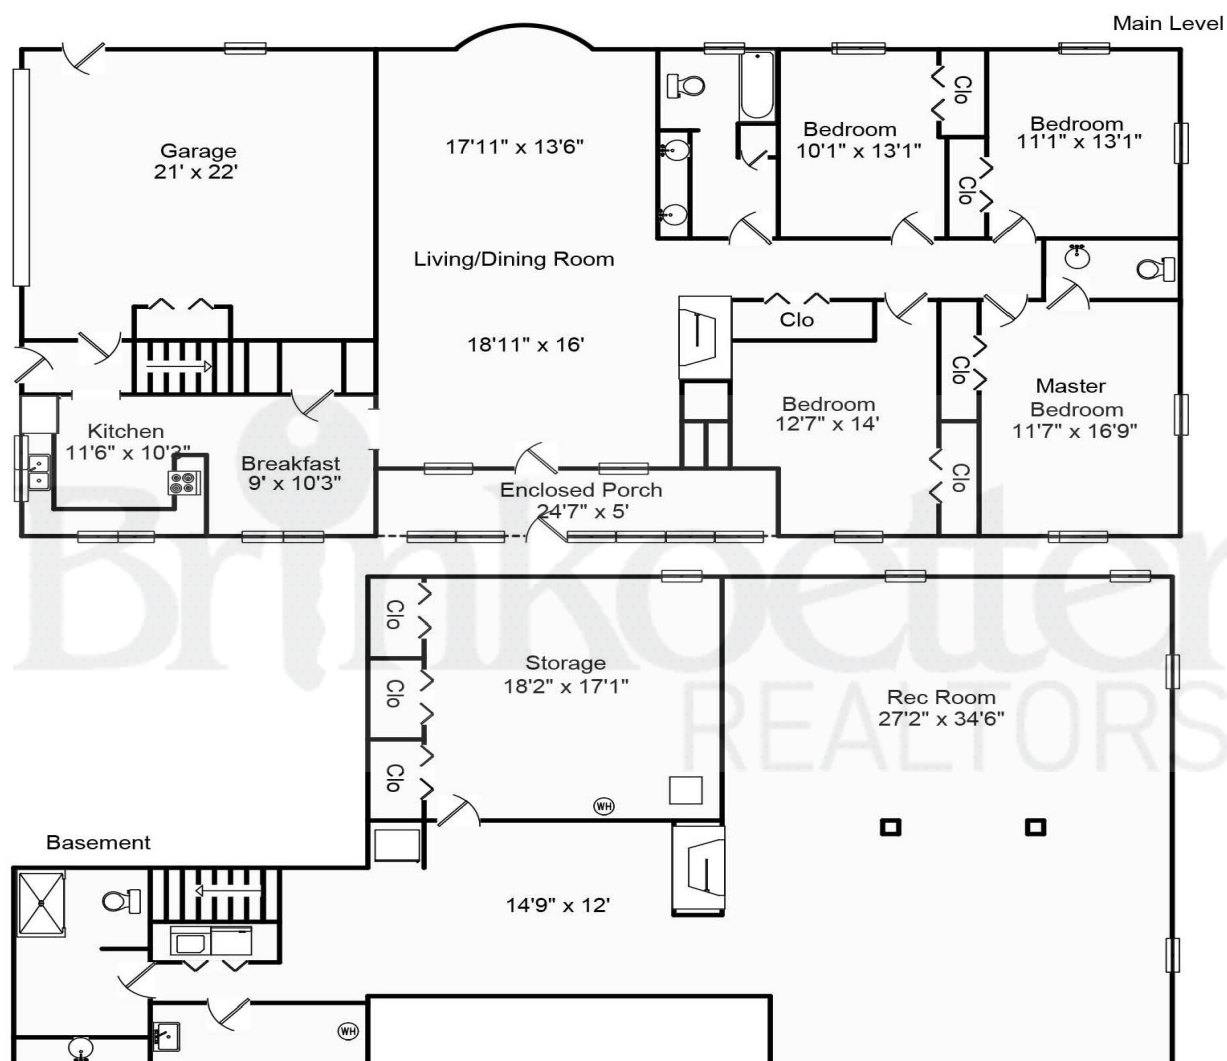 Main Level
Garage
21' x 22'
17'11" x 13'6"
Living/Dining Room
18'11" x 16'
Bedroom
10'1" x 13'1"
Clo
Clo
Bedroom
11'1" x 13'1"
Clo
Bedroom
12'7" x 14'
Clo
Clo
Master
Bedroom
11'7" x 16'9"
Kitchen
11'6" x 10'3"
Breakfast
9' x 10'3"
Enclosed Porch
24'7" x 5'
Brinkoetter
REALTORS
Clo
Clo
Clo
Storage
18'2" x 17'1"
WH
Rec Room
27'2" x 34'6"
Basement
14'9" x 12'
WH